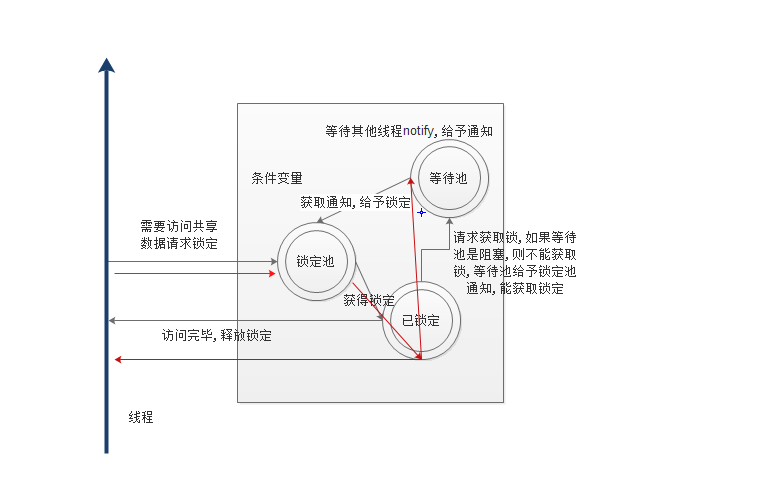 等待其他线程notify, 给予通知
条件变量
等待池
获取通知, 给予锁定
需要访问共享
数据请求锁定
请求获取锁, 如果等待
池是阻塞, 则不能获取
锁, 等待池给予锁定池
通知, 能获取锁定
锁定池
获得锁定
已锁定
访问完毕, 释放锁定
线程